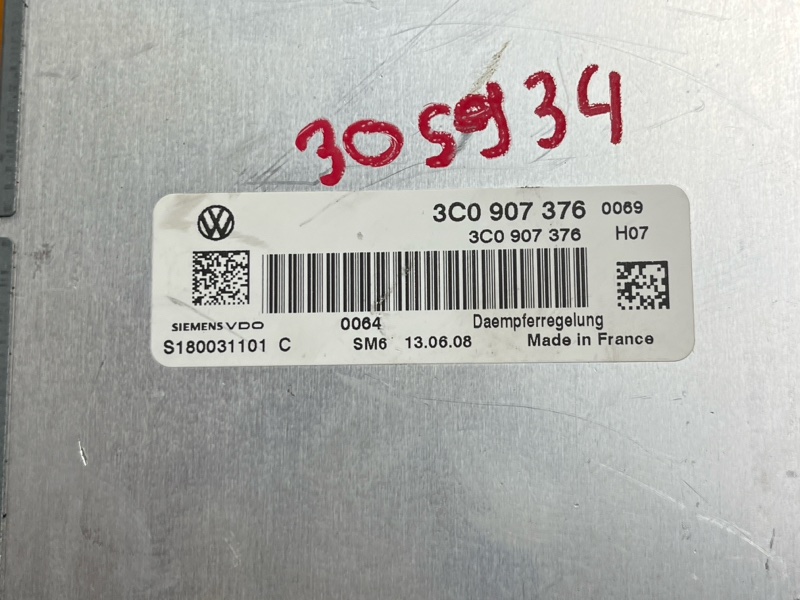 305934
3C0 907 376 0069
3C0 907 376 H07
SIEMENS VDO 0064 Daempferregelung
S180031101 C SM6 13.06.08 Made in France